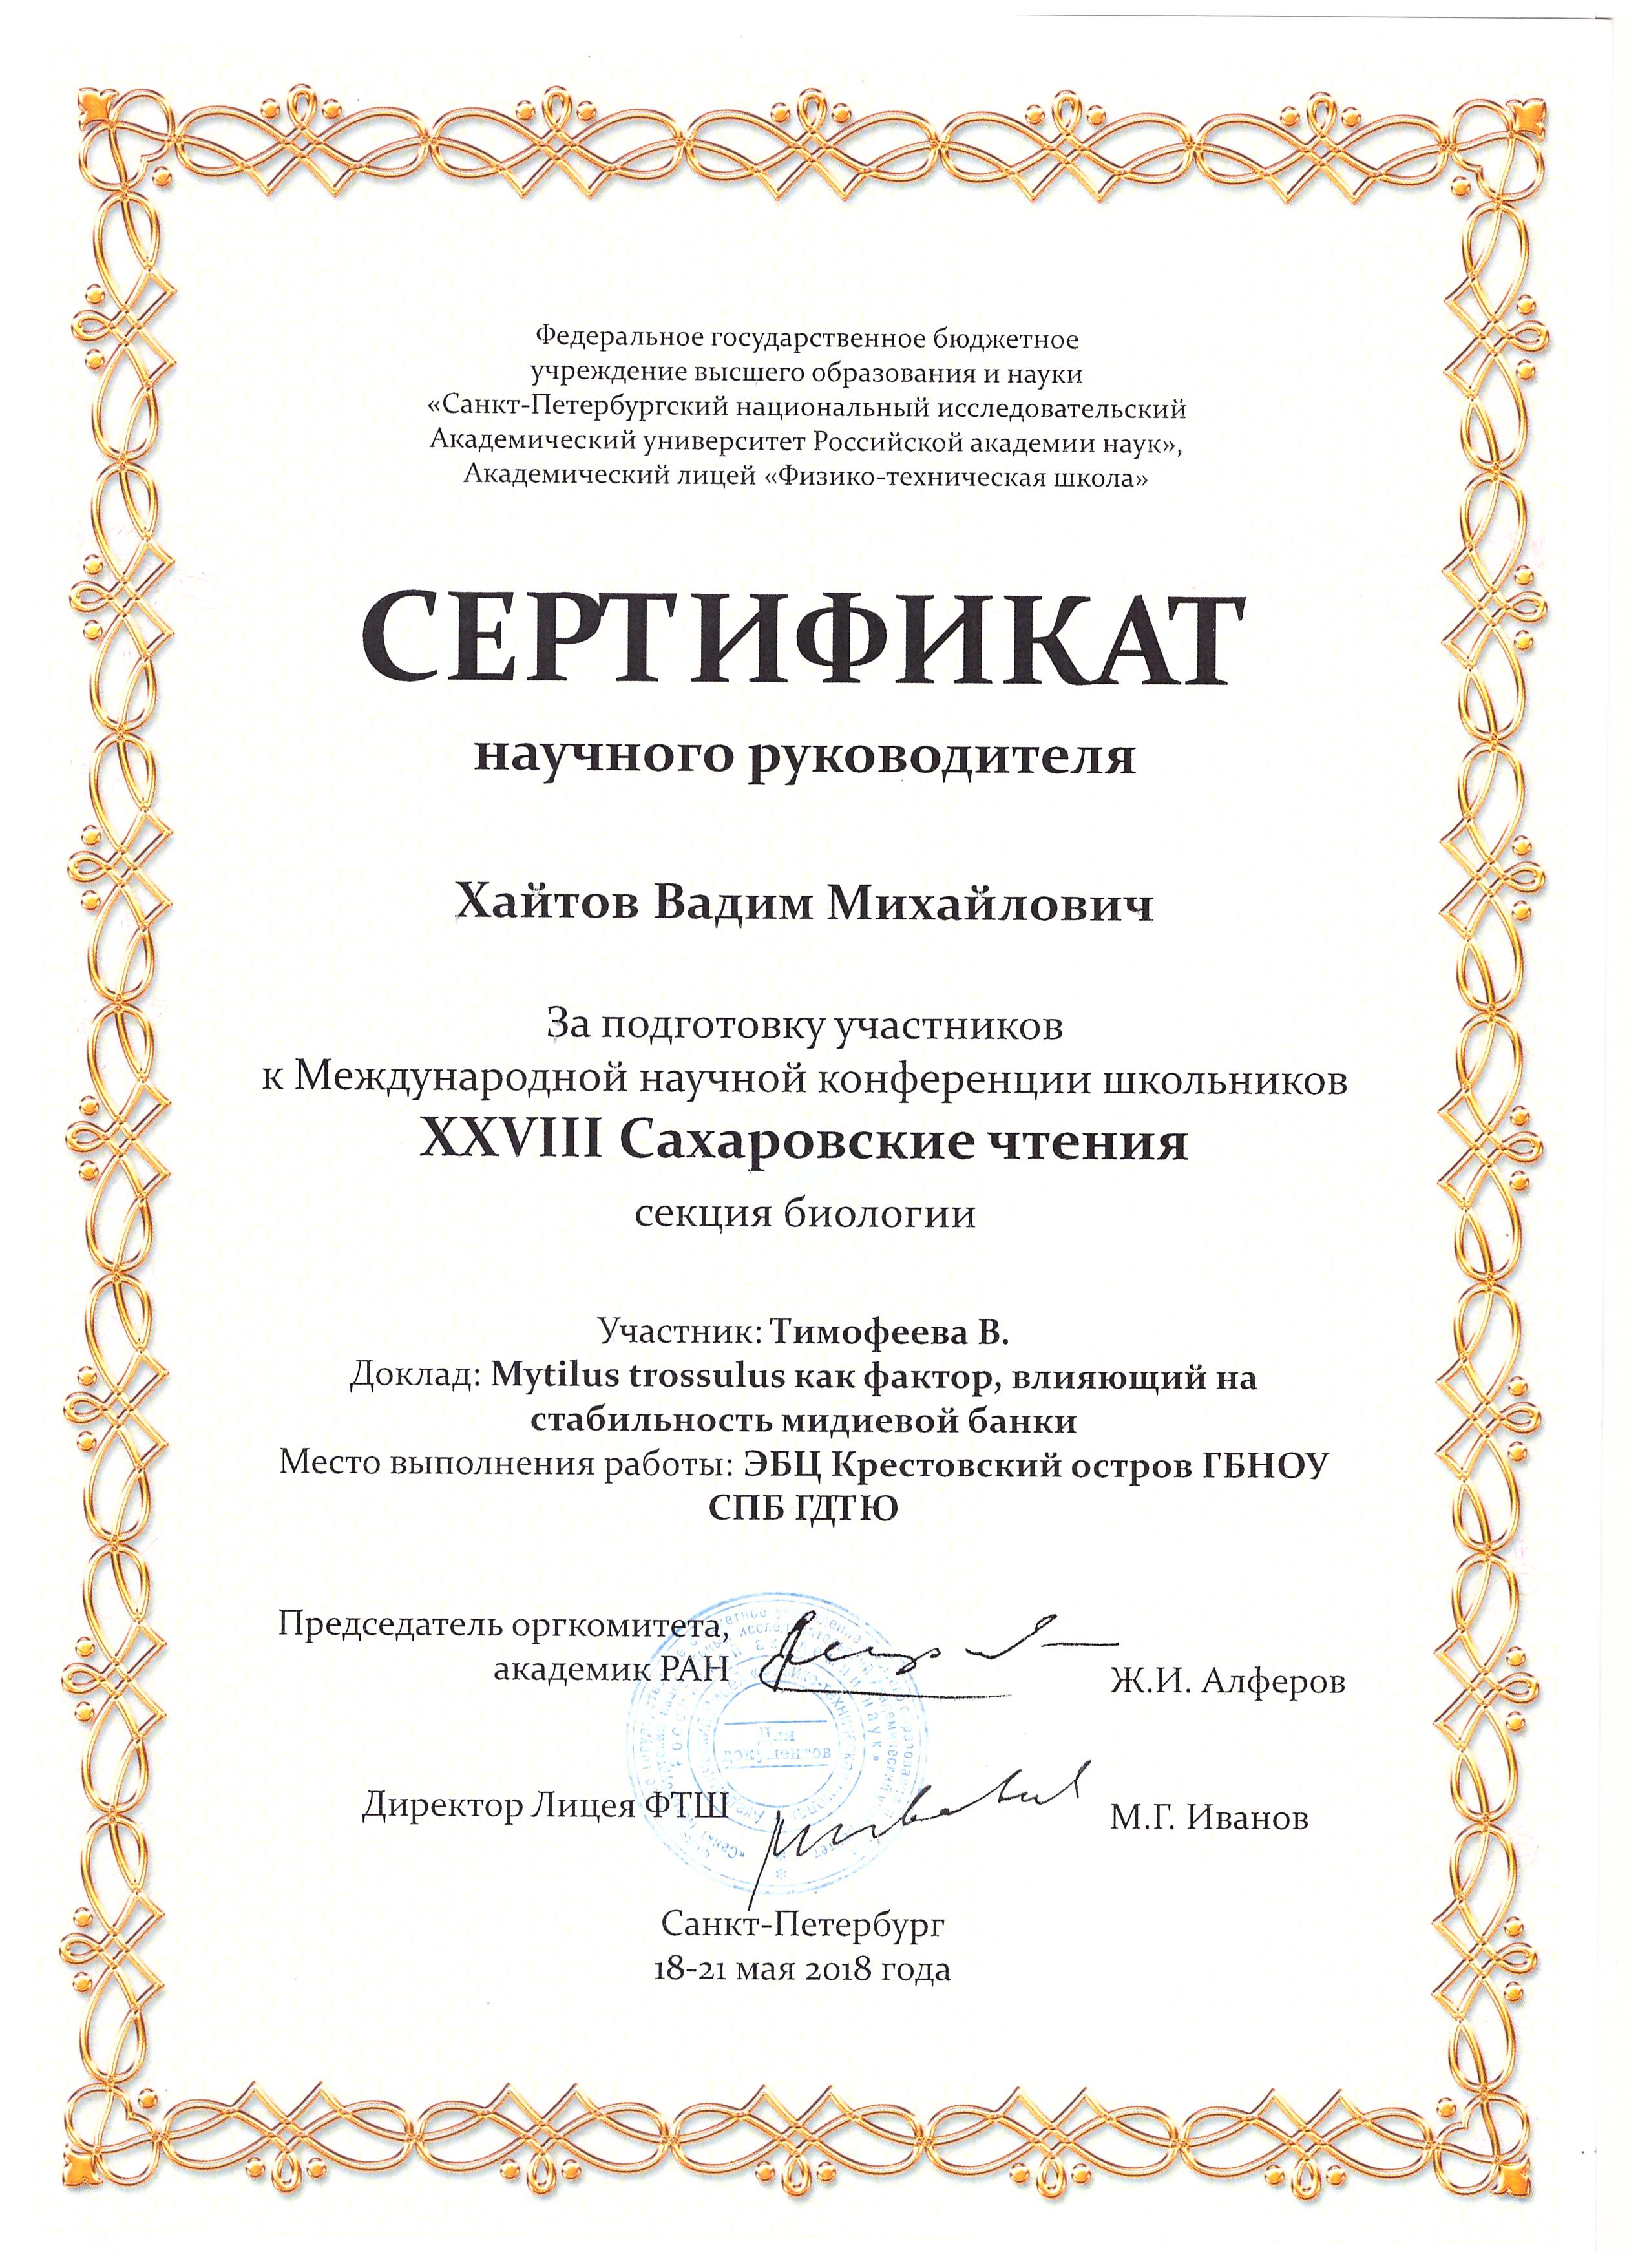 Федеральное государственное бюджетное
учреждение высшего образования и науки
«Санкт-Петербургский национальный исследовательский
Академический университет Российской академии наук»,
Академический лицей «Физико-техническая школа»
СЕРТИФИКАТ
научного руководителя
Хайтов Вадим Михайлович
За подготовку участников
к Международной научной конференции школьников
XXVIII Сахаровские чтения
секция биологии
Участник: Тимофеева В.
Доклад: Mytilus trossulus как фактор, влияющий на
стабильность мидиевой банки
Место выполнения работы: ЭБЦ Крестовский остров ГБНОУ
СПБ ГДТЮ
Председатель оргкомитета,
академик РАН
Ж.И. Алферов
Для
документов
Директор Лицея ФТШ
М.Г. Иванов
Санкт-Петербург
18-21 мая 2018 года